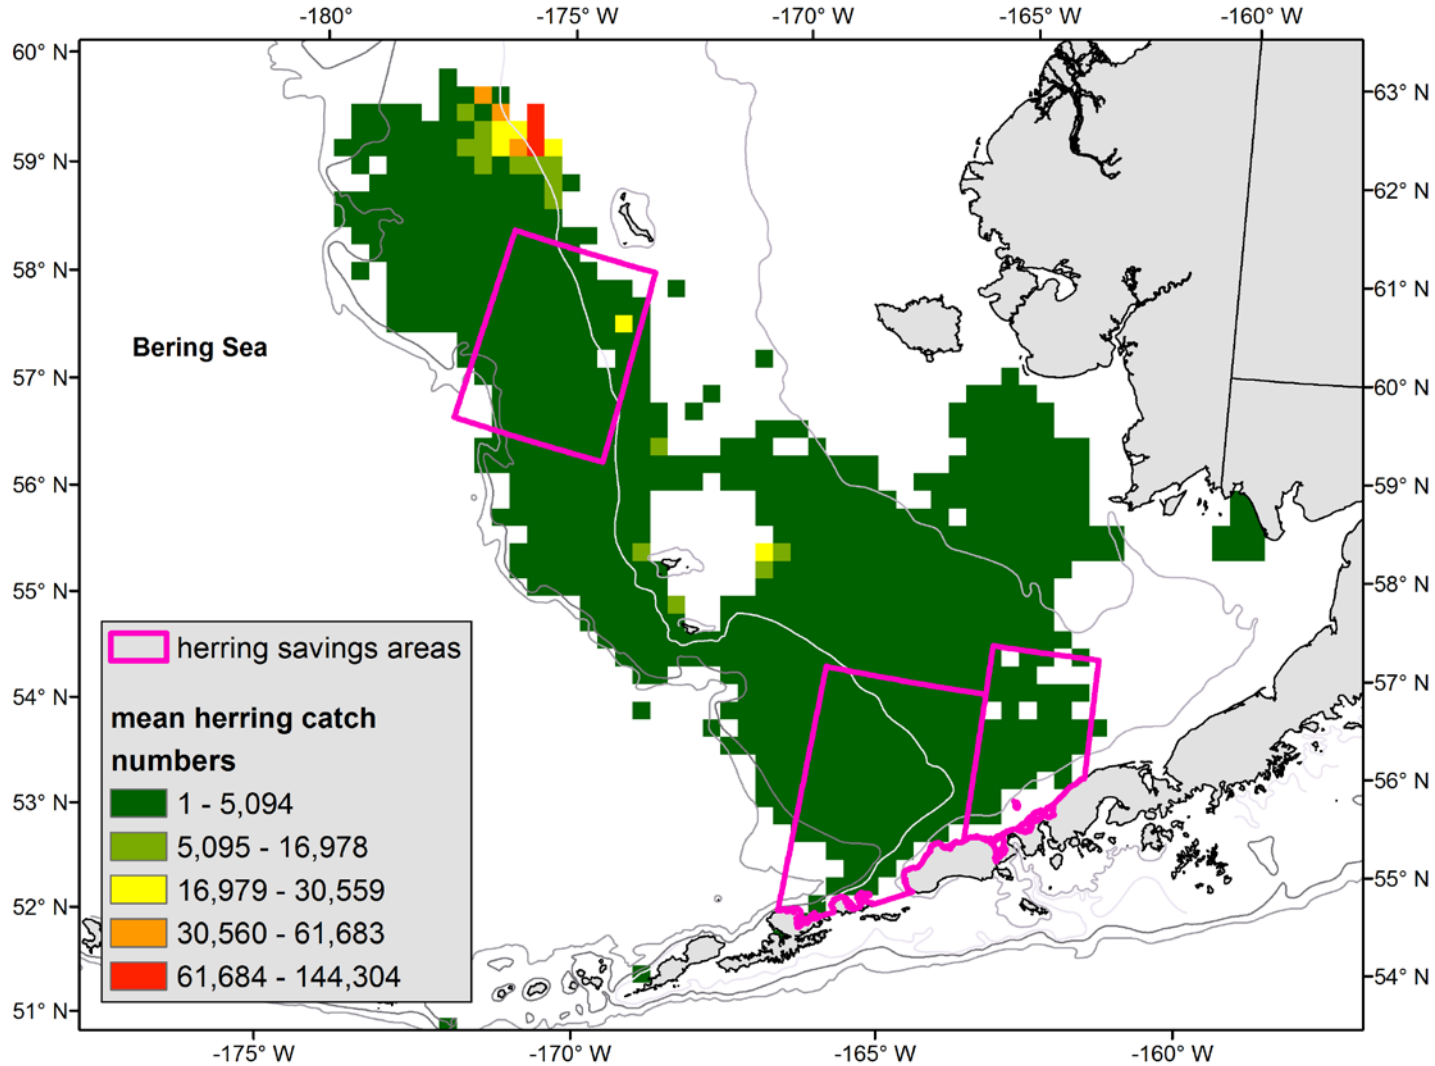 -180° -175° W -170° W -165° W -160° W
60° N
59° N
58° N
57° N
56° N
55° N
54° N
53° N
52° N
51° N
63° N
62° N
61° N
60° N
59° N
58° N
57° N
56° N
55° N
54° N
Bering Sea
herring savings areas
mean herring catch
numbers
1 - 5,094
5,095 - 16,978
16,979 - 30,559
30,560 - 61,683
61,684 - 144,304
-175° W -170° W -165° W -160° W